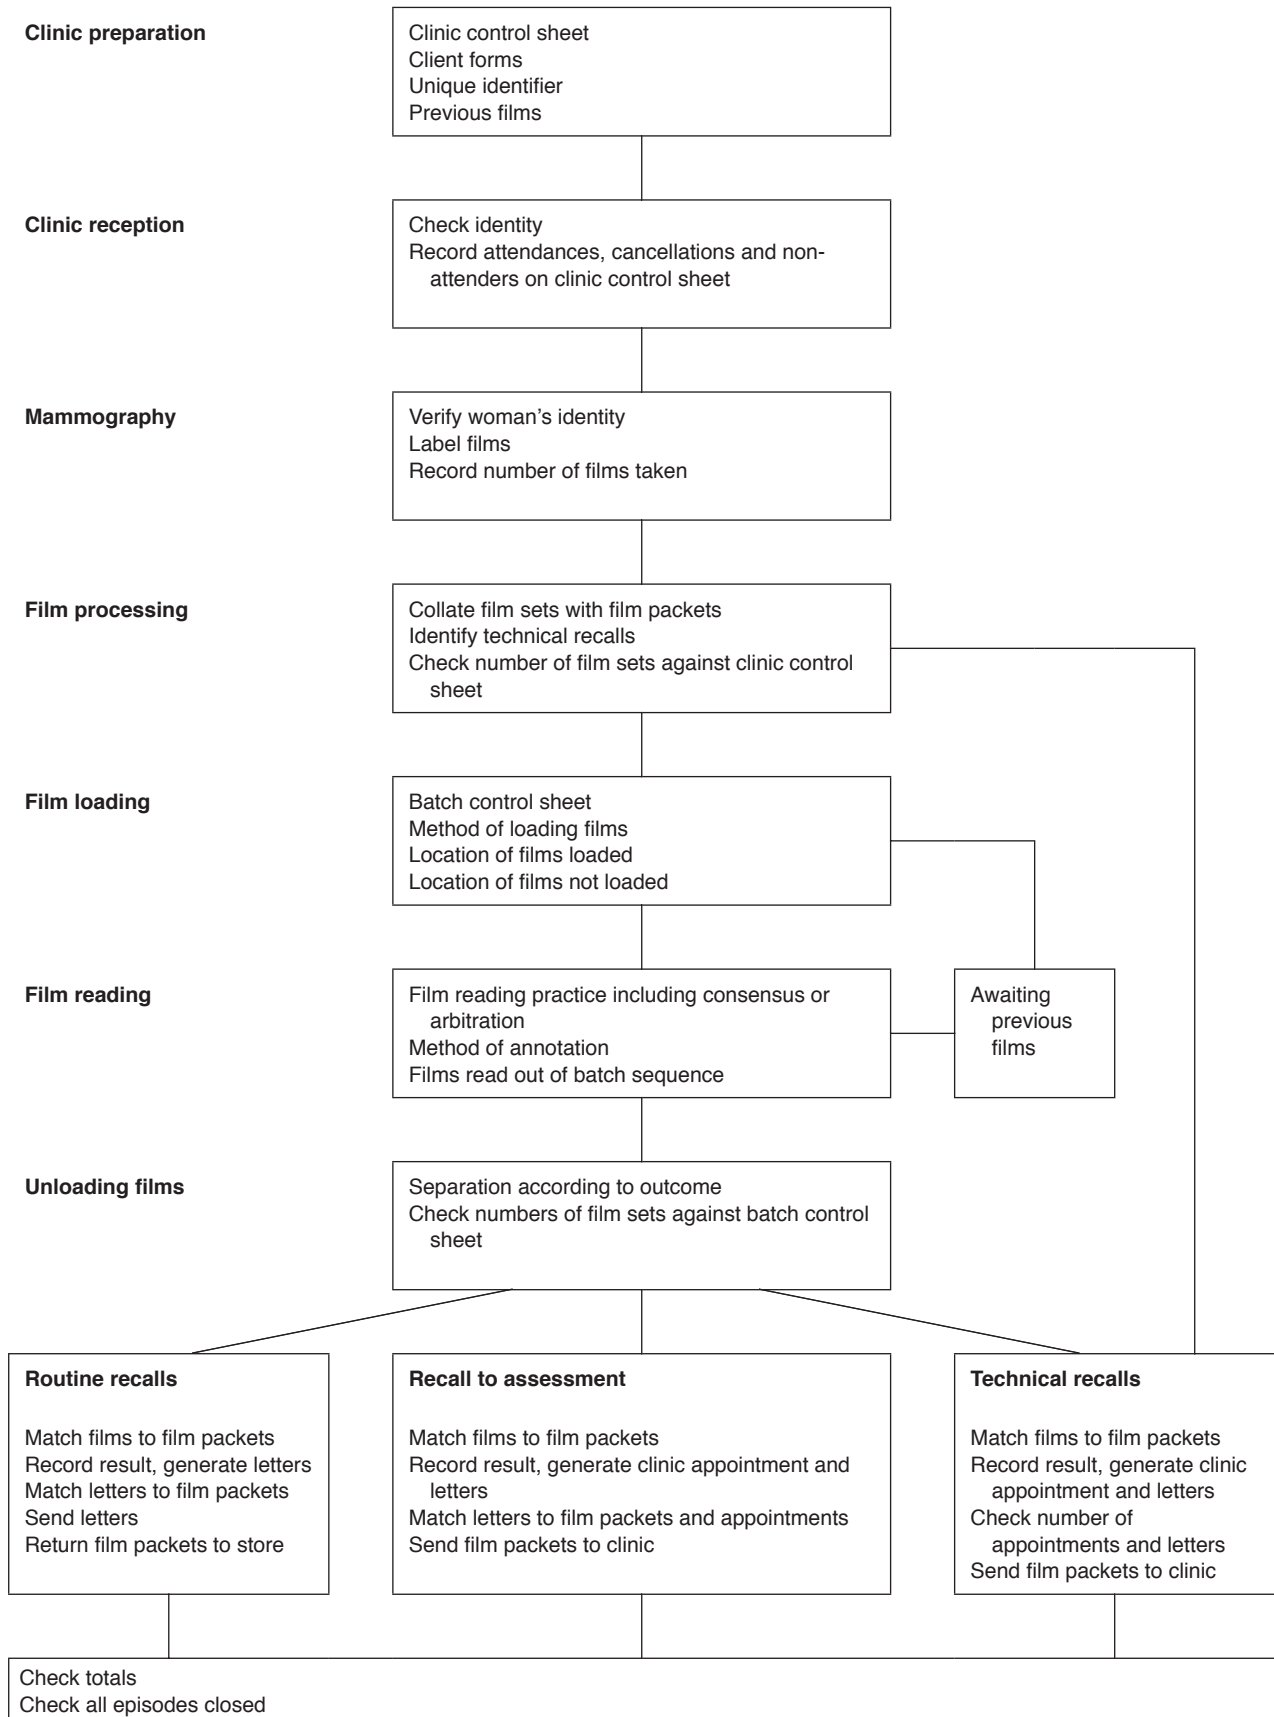 Clinic preparation
Clinic control sheet
Client forms
Unique identifier
Previous films
Clinic reception
Check identity
Record attendances, cancellations and non-
attenders on clinic control sheet
Mammography
Verify woman’s identity
Label films
Record number of films taken
Film processing
Collate film sets with film packets
Identify technical recalls
Check number of film sets against clinic control
sheet
Film loading
Batch control sheet
Method of loading films
Location of films loaded
Location of films not loaded
Film reading
Film reading practice including consensus or
arbitration
Method of annotation
Films read out of batch sequence
Awaiting
previous
films
Unloading films
Separation according to outcome
Check numbers of film sets against batch control
sheet
Routine recalls
Match films to film packets
Record result, generate letters
Match letters to film packets
Send letters
Return film packets to store
Recall to assessment
Match films to film packets
Record result, generate clinic appointment and
letters
Match letters to film packets and appointments
Send film packets to clinic
Technical recalls
Match films to film packets
Record result, generate clinic
appointment and letters
Check number of
appointments and letters
Send film packets to clinic
Check totals
Check all episodes closed